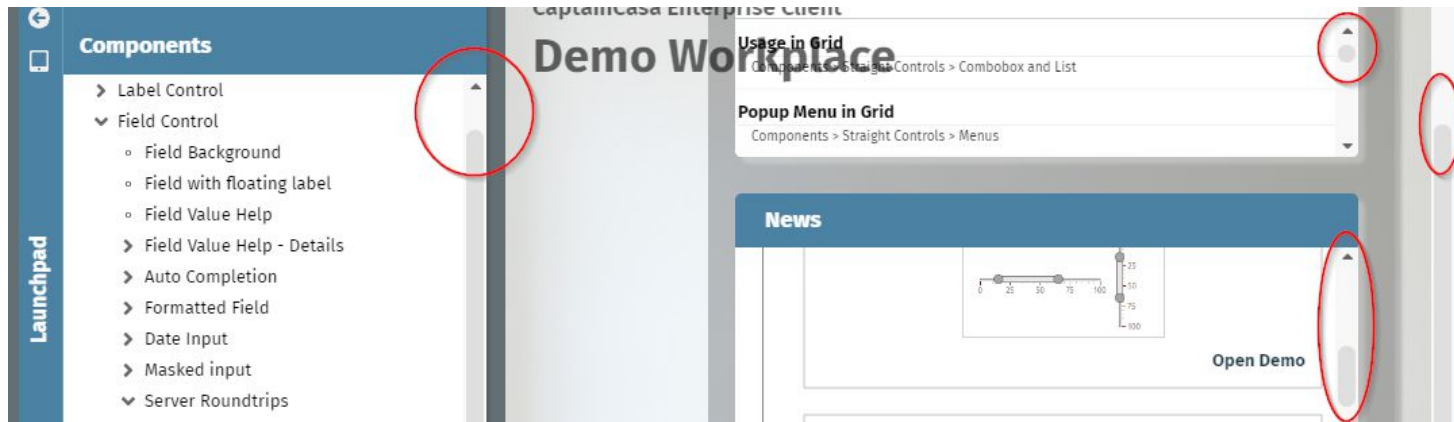 Components
Label Control
Field Control
Field Background
Field with floating label
Field Value Help
Field Value Help - Details
Auto Completion
Formatted Field
Date Input
Masked input
Server Roundtrips
Launchpad
CaptainCasa Enterprise Client
Demo Workplace
Usage in Grid
Components > Straight Controls > Combobox and List
Popup Menu in Grid
Components > Straight Controls > Menus
News
0 25 50 75 100
25
50
75
100
Open Demo